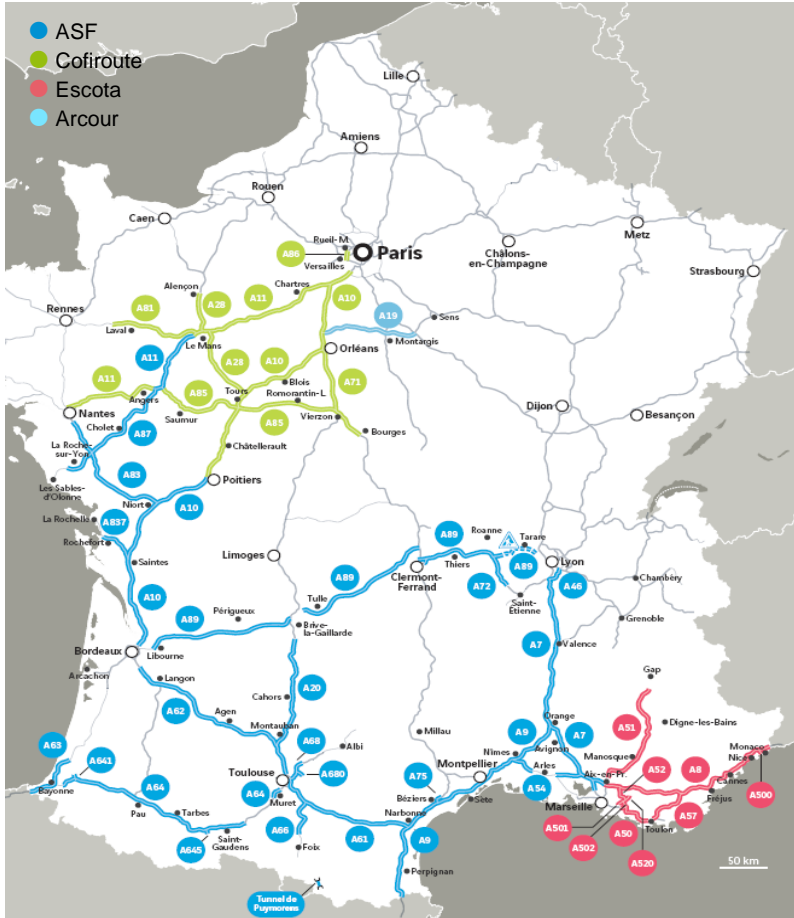 ASF
Cofiroute
Escota
Arcour
Lille
Amiens
Rouen
Caen
Rueil-M.
A86
Paris
Versailles
Châlons-
en-Champagne
Metz
Strasbourg
Alençon
A28
A11
Chartres
A10
Rennes
A81
Laval
Le Mans
A19
Sens
Montargis
Orléans
A11
A28
A10
Blois
A71
A11
Angers
A85
Tours
Romorantin-L
Nantes
Saumur
A85
Vierzon
Dijon
Besançon
Cholet
A87
Bourges
La Roche-
sur-Yon
Châtellerault
A83
Les Sables-
d'Olonne
Poitiers
A10
Niort
La Rochelle
A837
Rochefort
Saintes
Limoges
A89
Roanne
Tarare
Thiers
A89
Lyon
Clermont-
Ferrand
A72
A46
Saint-
Étienne
Chambéry
A10
A89
Tulle
Périgueux
A89
Brive-
la-Gaillarde
Grenoble
A7
Valence
Bordeaux
Libourne
Arcachon
Langon
A62
Cahors
A20
Agen
Montauban
Gap
A51
Digne-les-Bains
Orange
Millau
A9
A7
Avignon
Manosque
A63
A641
A68
Albi
Nîmes
Monaco
Nice
Toulouse
A680
Montpellier
A75
Arles
Aix-en-Pr.
A52
A8
Cannes
Bayonne
A64
A64
Muret
Béziers
Sète
A54
Marseille
Fréjus
A500
Pau
Tarbes
Narbonne
A57
A645
Saint-
Gaudens
A66
A61
A9
A501
A502
A50
Toulon
A520
Foix
Perpignan
50 km
Tunnel de
Puymorens